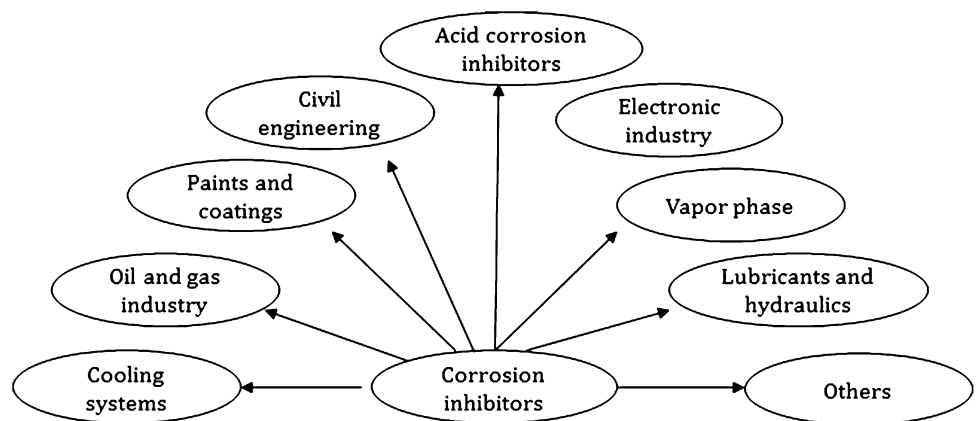 Acid corrosion
inhibitors
Civil
engineering
Electronic
industry
Paints and
coatings
Vapor phase
Oil and gas
industry
Lubricants and
hydraulics
Cooling
systems
Corrosion
inhibitors
Others